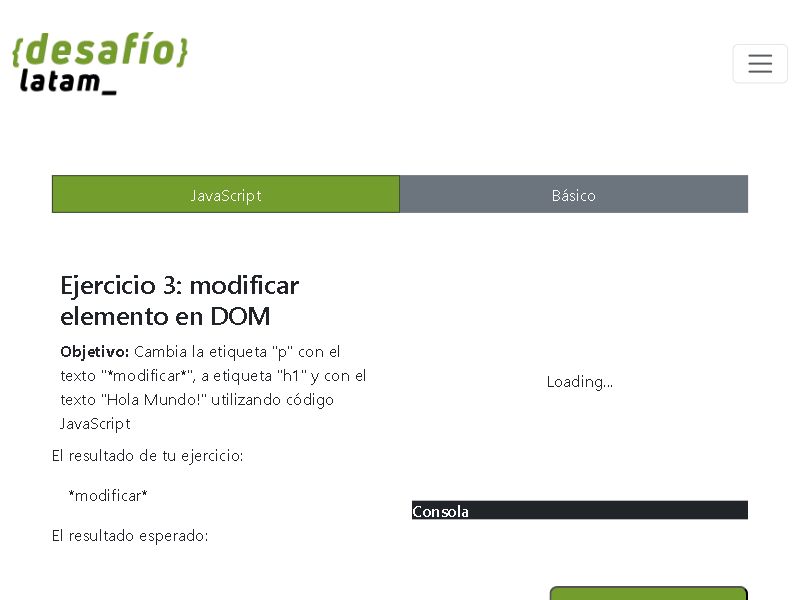 {desafío}
latam_
JavaScript
Básico
Ejercicio 3: modificar
elemento en DOM
Objetivo: Cambia la etiqueta "p" con el
texto "*modificar*", a etiqueta "h1" y con el
texto "Hola Mundo!" utilizando código
JavaScript
El resultado de tu ejercicio:
*modificar*
El resultado esperado:
Loading...
Consola